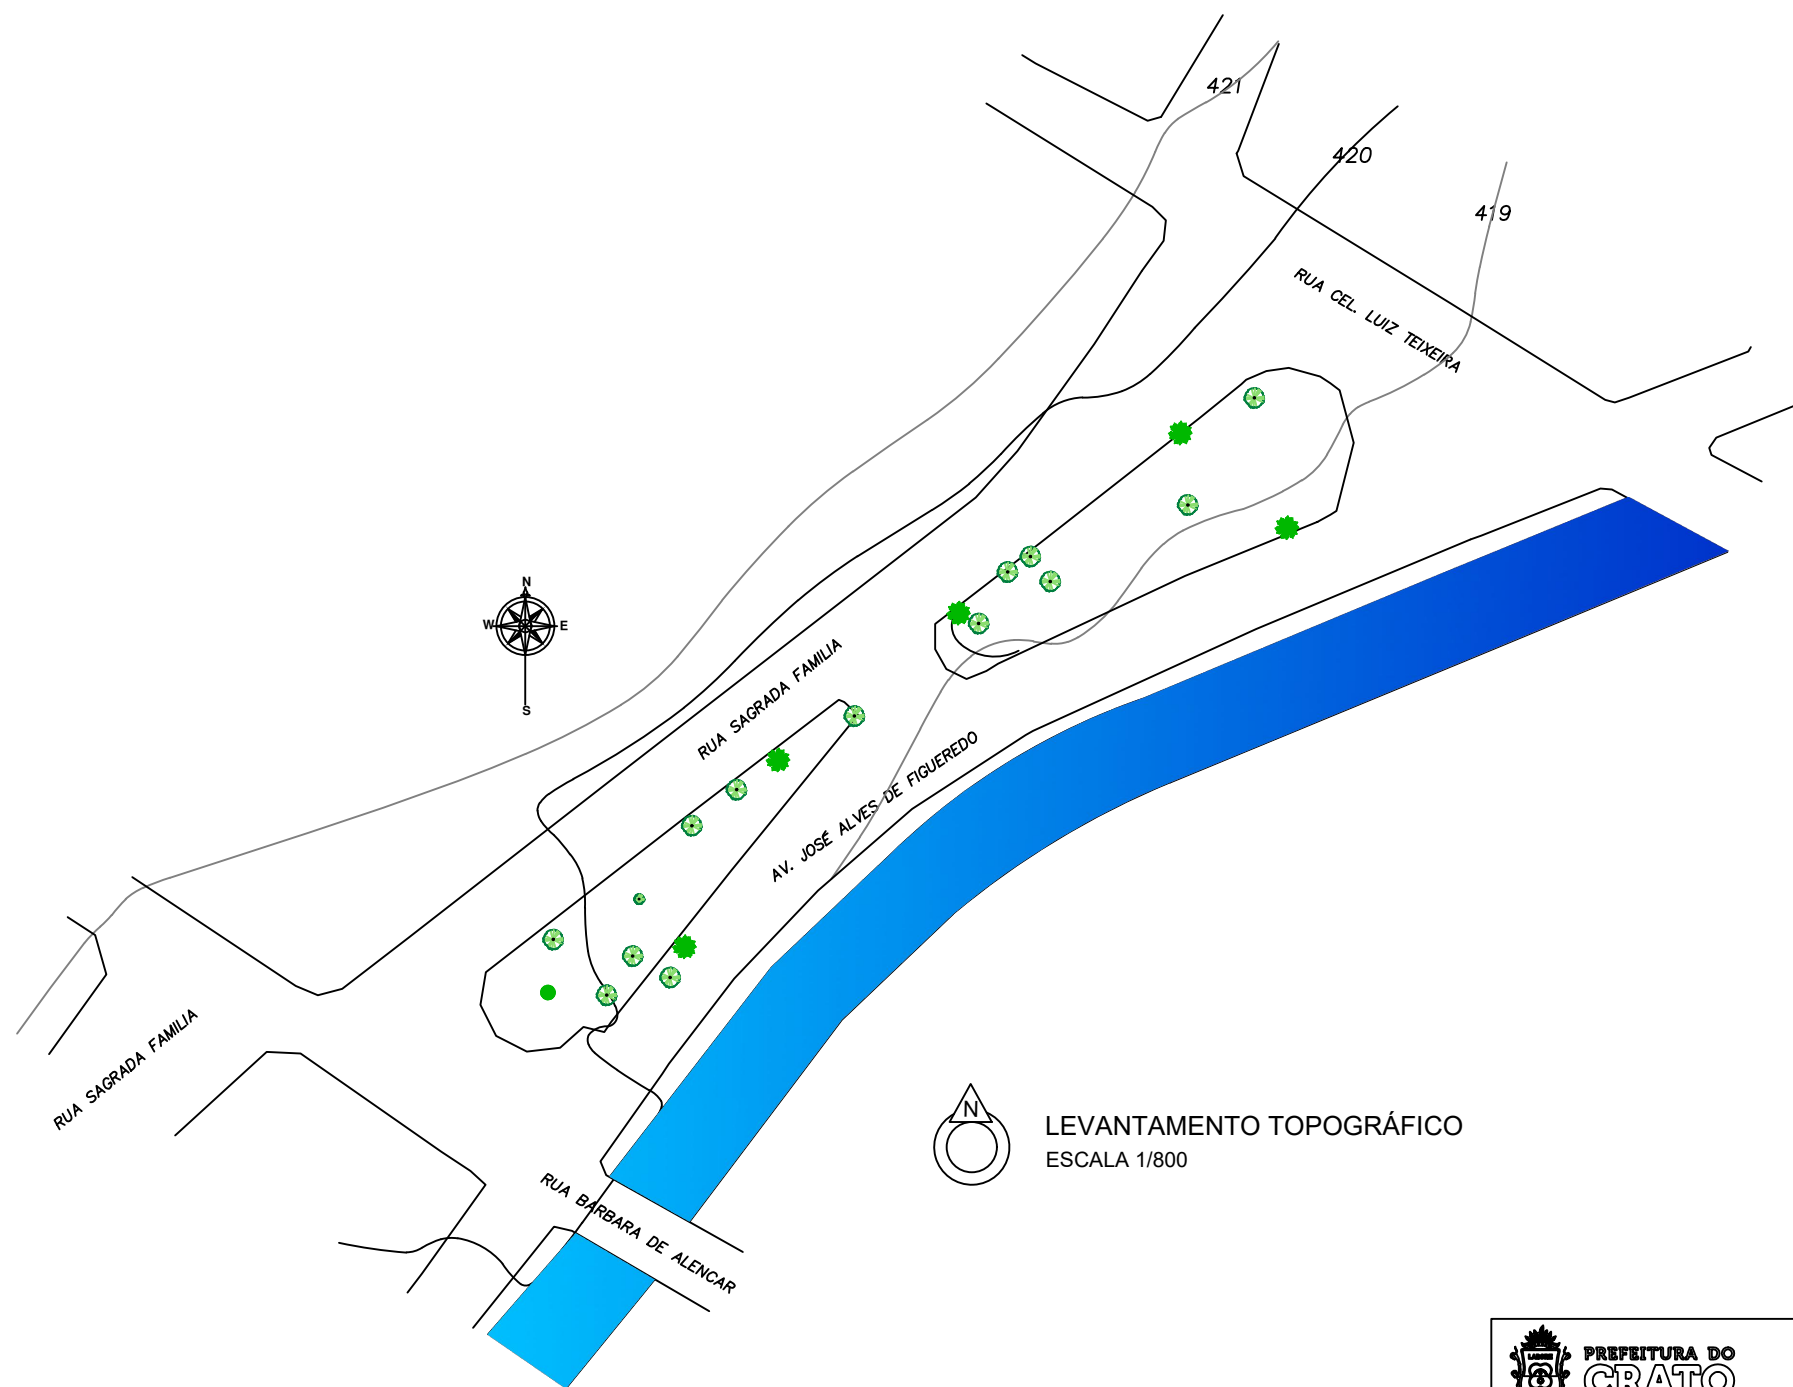 421
420
419
RUA CEL. LUIZ TEIXEIRA
N
W E
S
RUA SAGRADA FAMILIA
AV. JOSÉ ALVES DE FIGUEREDO
RUA SAGRADA FAMILIA
N
LEVANTAMENTO TOPOGRÁFICO
ESCALA 1/800
RUA BARBARA DE ALENCAR
LABORE
PREFEITURA DO
CRATO